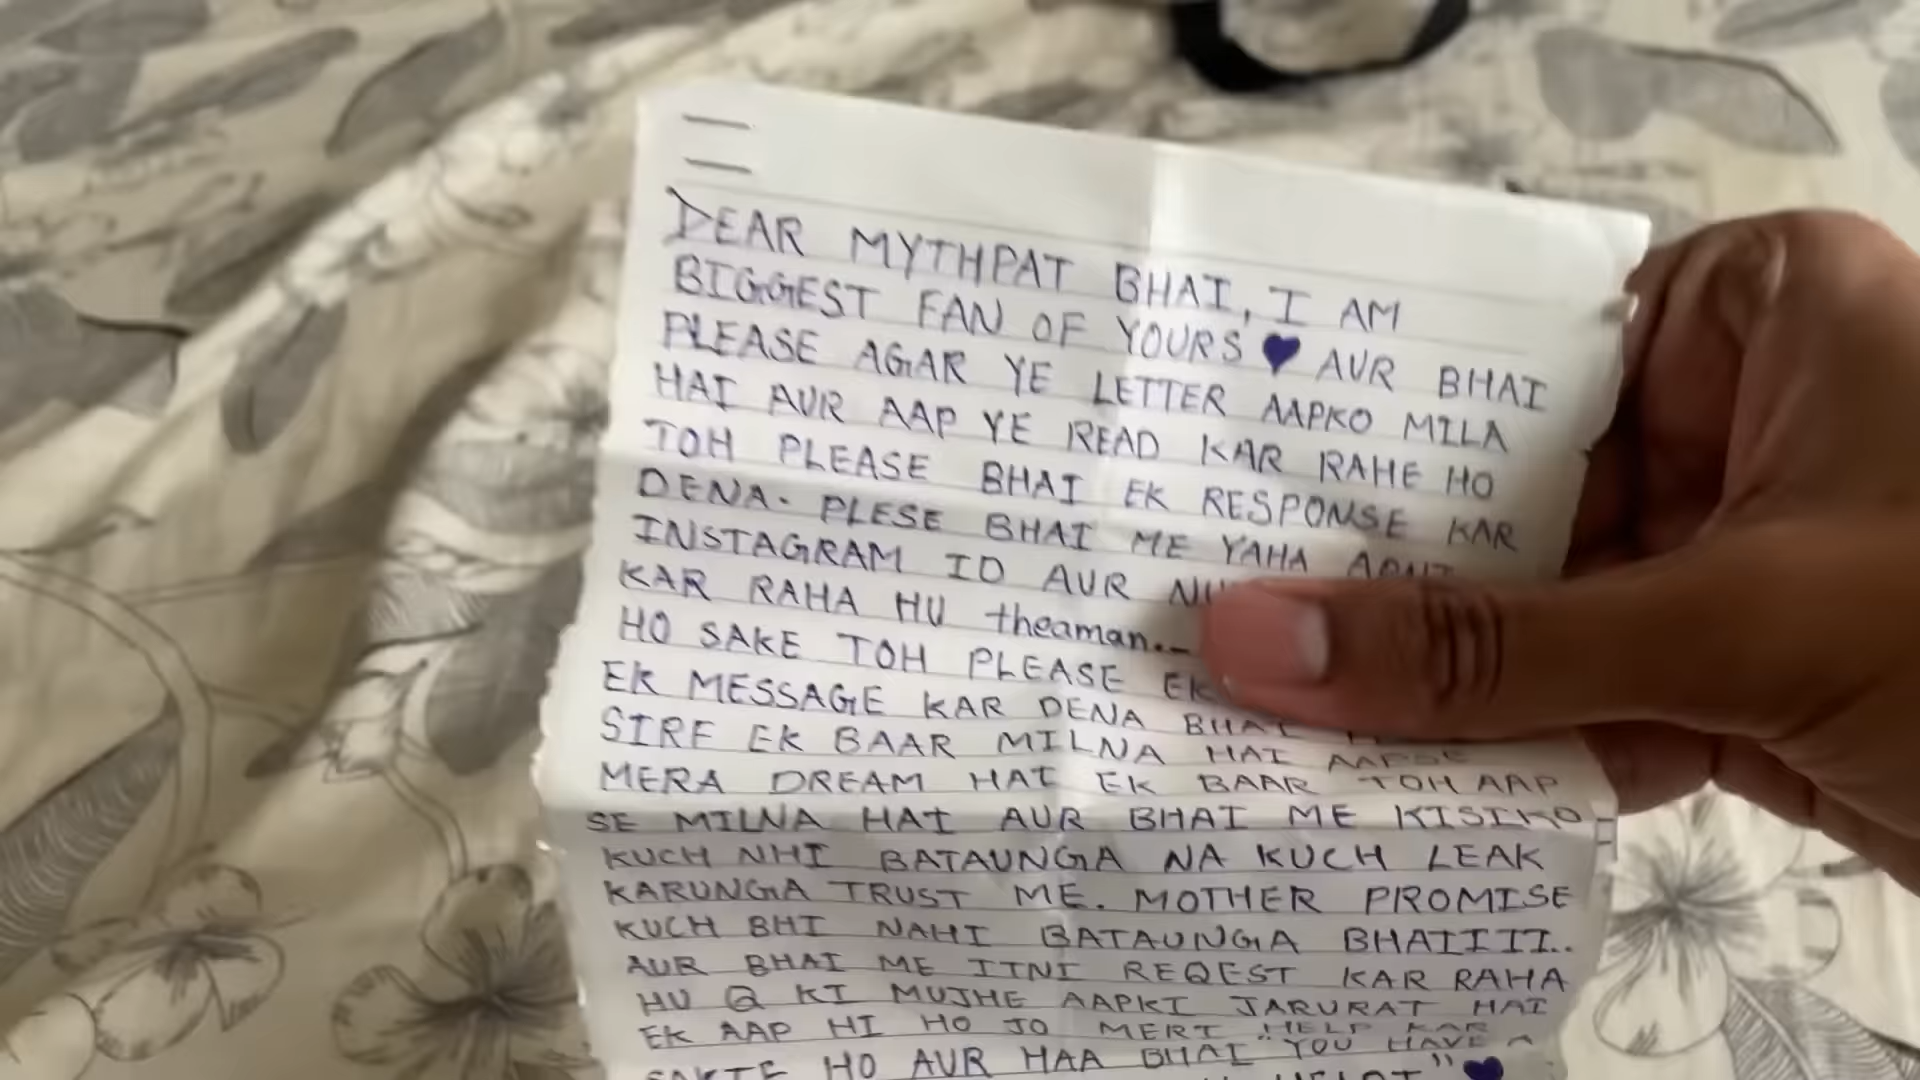 DEAR MYTHPAT BHAI, I AM
BIGGEST FAN OF YOURS ♥ AUR BHAI
PLEASE AGAR YE LETTER AAPKO MILA
HAI AUR AAP YE READ KAR RAHE HO
TOH PLEASE BHAI EK RESPONSE KAR
DENA. PLESE BHAI ME YAHA
INSTAGRAM ID AUR
KAR RAHA HU theaman.._
HO SAKE TOH PLEASE EK
EK MESSAGE KAR DENA BHAI
SIRF EK BAAR MILNA HAI AAPSE
MERA DREAM HAI EK BAAR TOH AAP
SE MILNA HAI AUR BHAI ME KISIKO
KUCH NHI BATAUNGA NA KUCH LEAK
KARUNGA TRUST ME. MOTHER PROMISE
KUCH BHI NAHI BATAUNGA BHAIIII..
AUR BHAI ME ITNI REQEST KAR RAHA
HU Q KI MUJHE AAPKI JARURAT HAI
EK AAP HI HO JO MERI HELP KAR
SAKTE HO AUR HAA BHAI "YOU HAVE A
" ♥